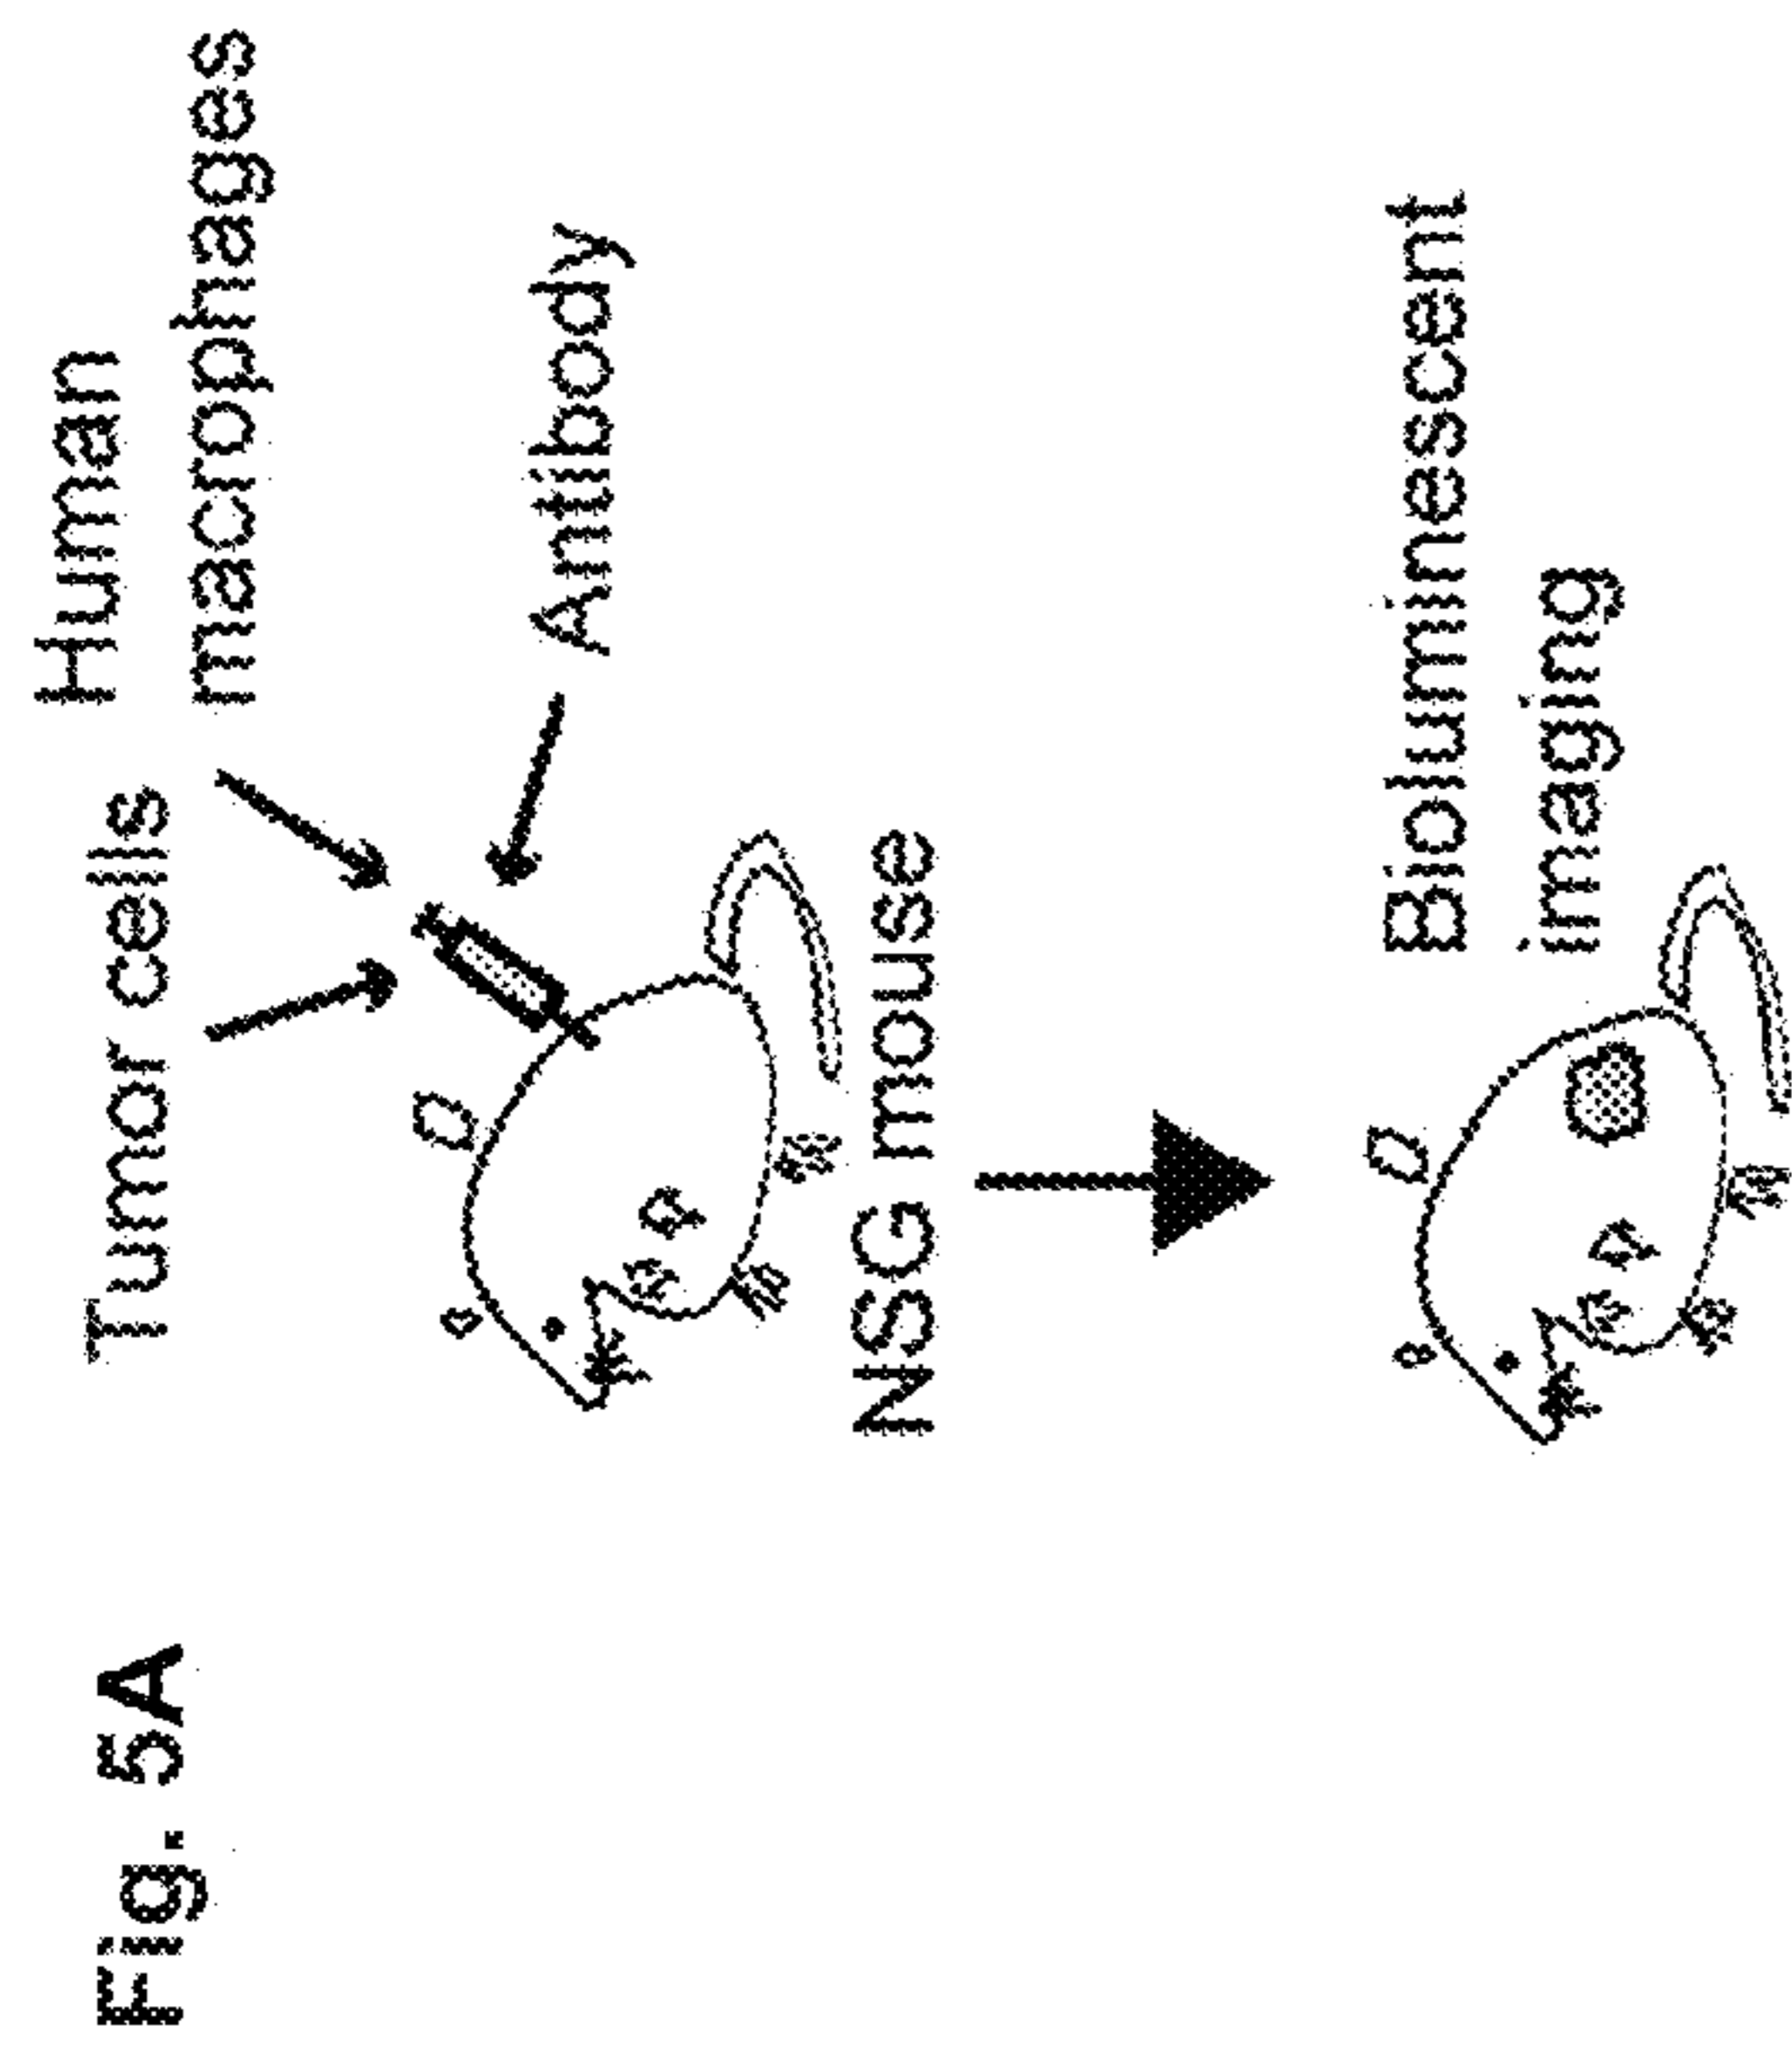 Fig. 5A
Tumor cells
Human
macrophages
Antibody
NSG mouse
Bioluminescent
imaging